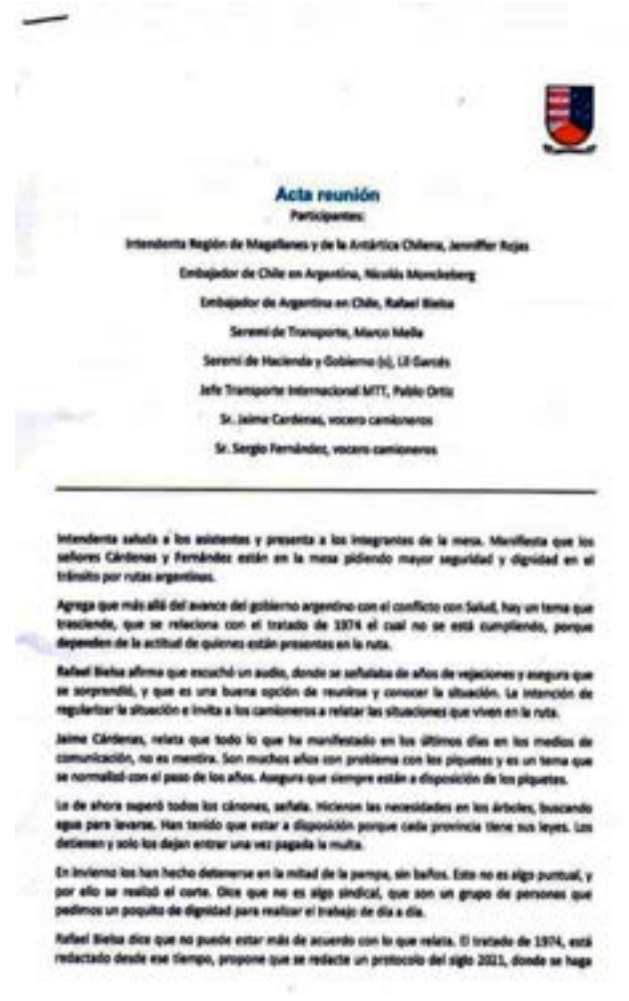 Acta reunión
Participantes:
Intendenta Región de Magallanes y de la Antártica Chilena, Jenniffer Rojas
Embajador de Chile en Argentina, Nicolás Monckeberg
Embajador de Argentina en Chile, Rafael Bielsa
Seremi de Transporte, Marco Mella
Seremi de Hacienda y Gobierno (s), Lil Garcés
Jefe Transporte Internacional MTT, Pablo Ortiz
Sr. Jaime Cardenas, vocero camioneros
Sr. Sergio Fernández, vocero camioneros
Intendenta saluda a los asistentes y presenta a los integrantes de la mesa. Manifiesta que los
señores Cárdenas y Fernández están en la mesa pidiendo mayor seguridad y dignidad en el
tránsito por rutas argentinas.
Agrega que más allá del avance del gobierno argentino con el conflicto con Salud, hay un tema que
trasciende, que se relaciona con el tratado de 1974 el cual no se está cumpliendo, porque
dependen de la actitud de quienes están presentes en la ruta.
Rafael Bielsa afirma que escuchó un audio, donde se señalaba de años de vejaciones y asegura que
se sorprendió, y que es una buena opción de reunirse y conocer la situación. La intención de
regularizar la situación e invita a los camioneros a relatar las situaciones que viven en la ruta.
Jaime Cárdenas, relata que todo lo que ha manifestado en los últimos días en los medios de
comunicación, no es mentira. Son muchos años con problema con los piquetes y es un tema que
se normalizó con el paso de los años. Asegura que siempre están a disposición de los piquetes.
Lo de ahora superó todos los cánones, señala. Hicieron las necesidades en los árboles, buscando
agua para lavarse. Han tenido que estar a disposición porque cada provincia tiene sus leyes. Los
detienen y solo los dejan entrar una vez pagada la multa.
En invierno los han hecho detenerse en la mitad de la pampa, sin baños. Esto no es algo puntual, y
por ello se realizó el corte. Dice que no es algo sindical, que son un grupo de personas que
pedimos un poquito de dignidad para realizar el trabajo de día a día.
Rafael Bielsa dice que no puede estar más de acuerdo con lo que relata. El tratado de 1974, está
redactado desde ese tiempo, propone que se redacte un protocolo del siglo 2021, donde se haga